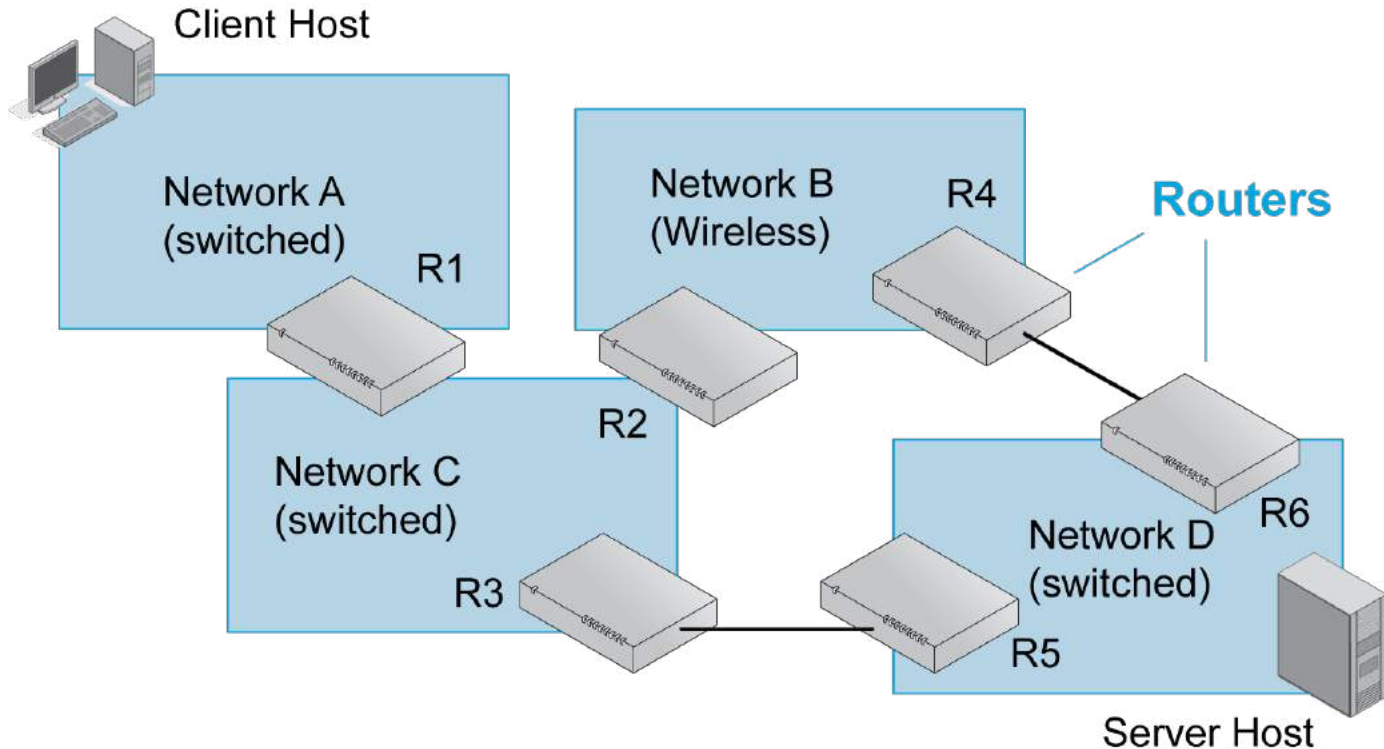 Client Host
Network A
(switched)
R1
Network B
(Wireless)
R4
Routers
R2
Network C
(switched)
R3
R6
Network D
(switched)
R5
Server Host